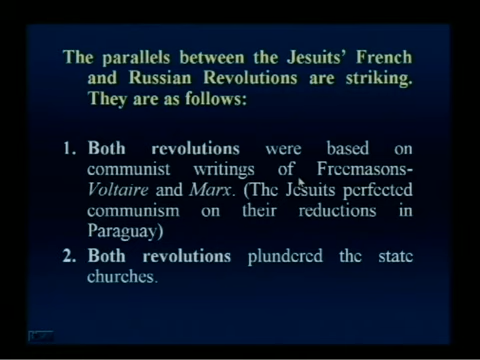 The parallels between the Jesuits' French
and Russian Revolutions are striking.
They are as follows:
1. Both revolutions were based on
communist writings of Freemasons-
Voltaire and Marx. (The Jesuits perfected
communism on their reductions in
Paraguay)
2. Both revolutions plundered the state
churches.